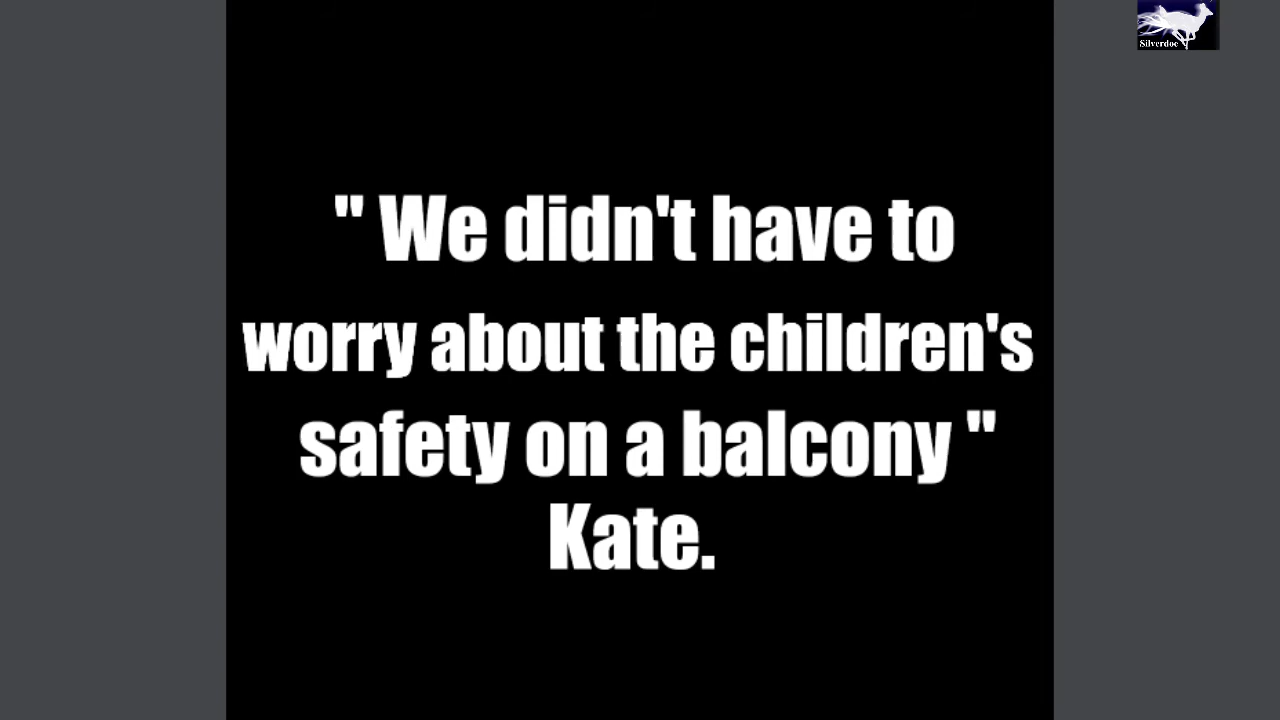 Silverdoe
" We didn't have to
worry about the children's
safety on a balcony "
Kate.